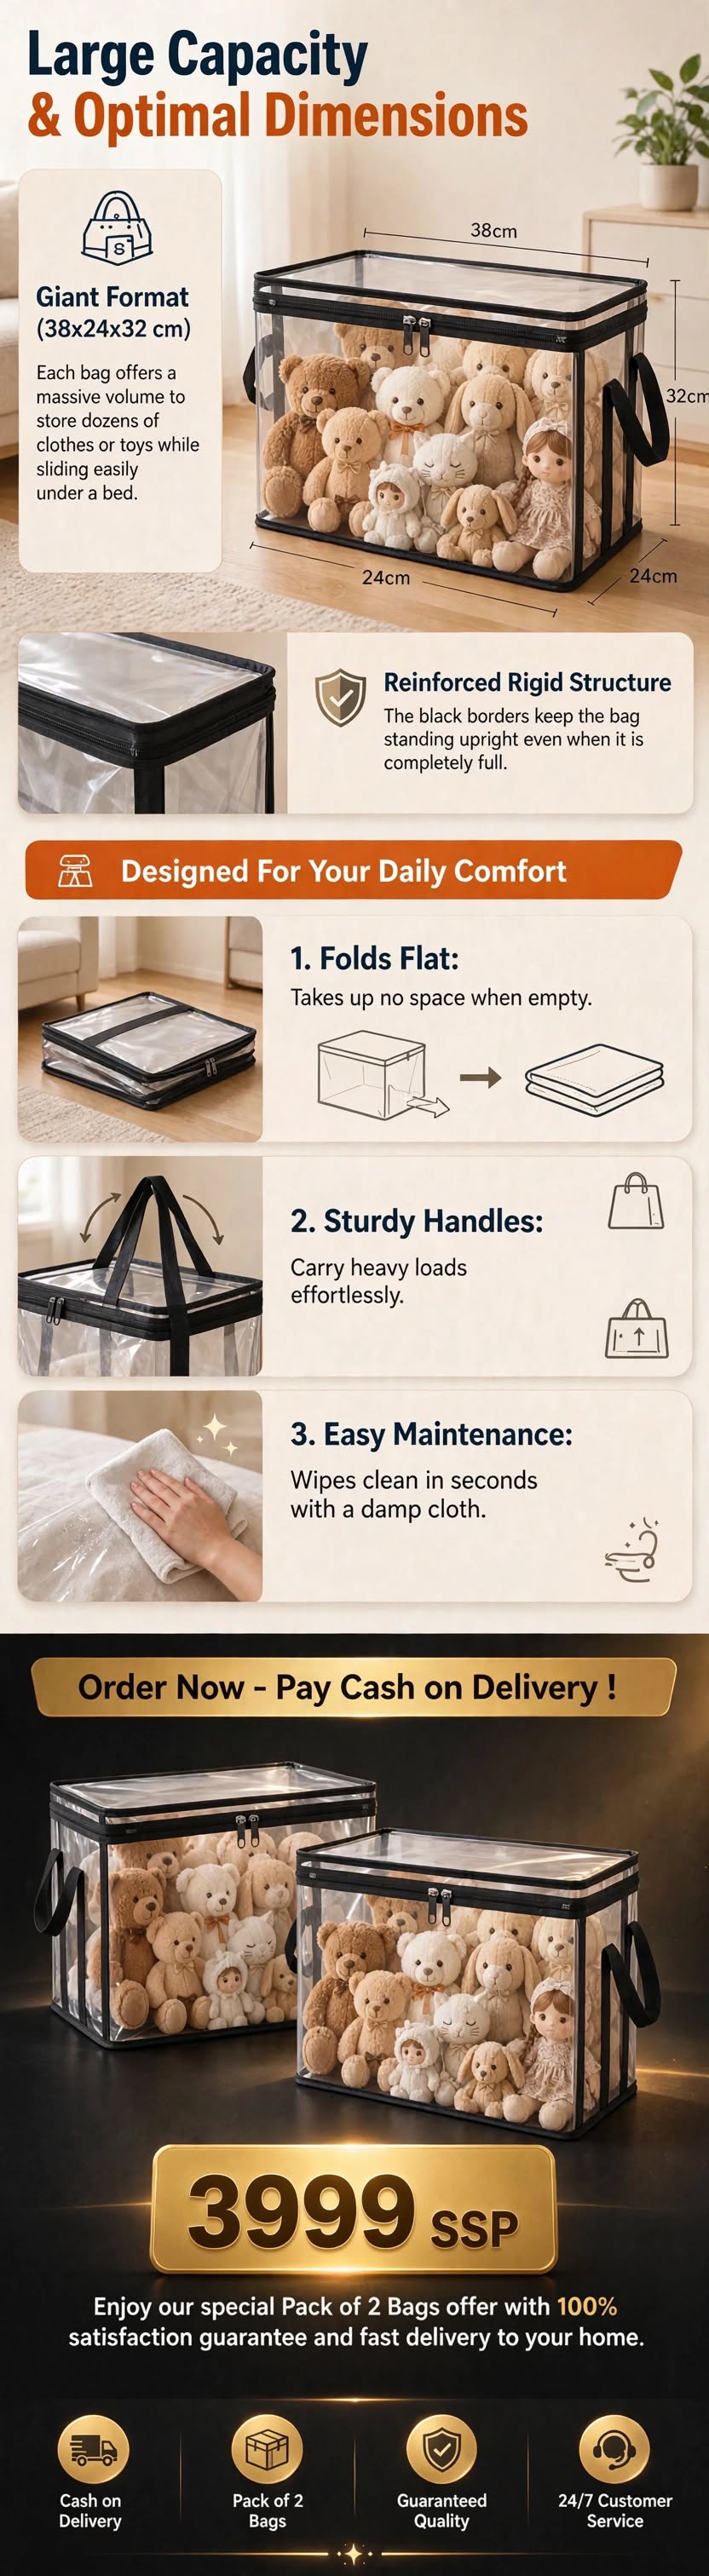 Large Capacity
& Optimal Dimensions
8
Giant Format
(38x24x32 cm)
Each bag offers a
massive volume to
store dozens of
clothes or toys while
sliding easily
under a bed.
38cm
32cm
24cm
24cm
Reinforced Rigid Structure
The black borders keep the bag
standing upright even when it is
completely full.
Designed For Your Daily Comfort
1. Folds Flat:
Takes up no space when empty.
2. Sturdy Handles:
Carry heavy loads
effortlessly.
3. Easy Maintenance:
Wipes clean in seconds
with a damp cloth.
Order Now - Pay Cash on Delivery !
3999 SSP
Enjoy our special Pack of 2 Bags offer with 100%
satisfaction guarantee and fast delivery to your home.
Cash on
Delivery
Pack of 2
Bags
Guaranteed
Quality
24/7 Customer
Service